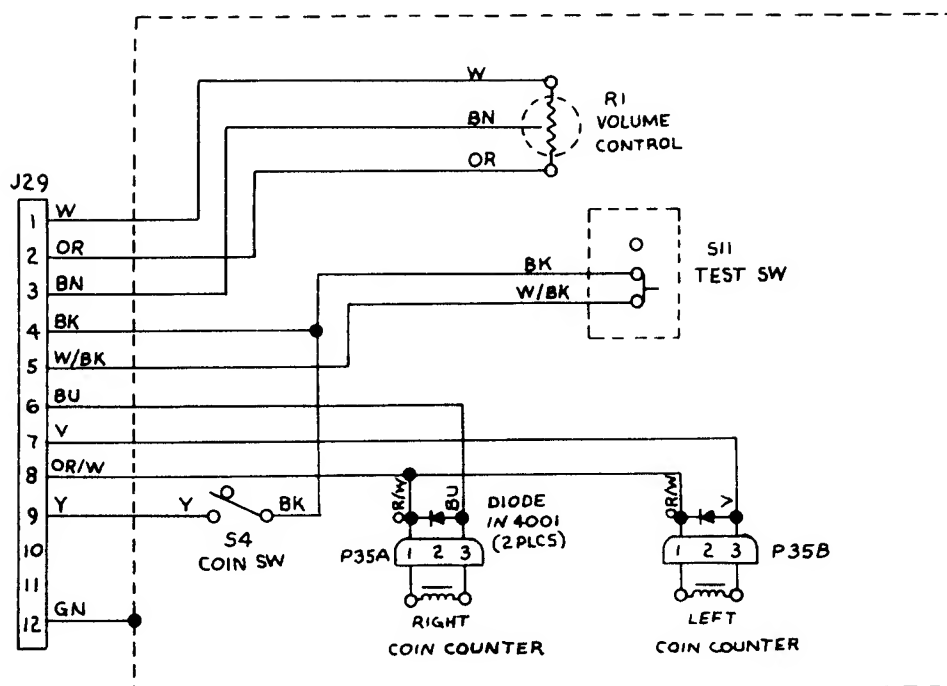 W
R1
VOLUME
CONTROL
BN
OR
J29
1 W
2 OR
3 BN
4 BK
5 W/BK
6 BU
7 V
8 OR/W
9 Y
10
11
12 GN
BK
W/BK
S11
TEST SW
Y
BK
S4
COIN SW
OR/W
BU
DIODE
IN 4001
(2 PLCS)
OR/W
V
P35A
1 2 3
1 2 3
P35B
RIGHT
COIN COUNTER
LEFT
COIN COUNTER